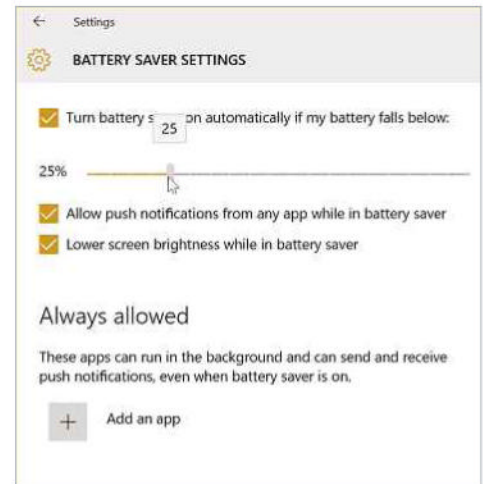 Settings
BATTERY SAVER SETTINGS
Turn battery s on automatically if my battery falls below:
25
25%
Allow push notifications from any app while in battery saver
Lower screen brightness while in battery saver
Always allowed
These apps can run in the background and can send and receive
push notifications, even when battery saver is on.
Add an app